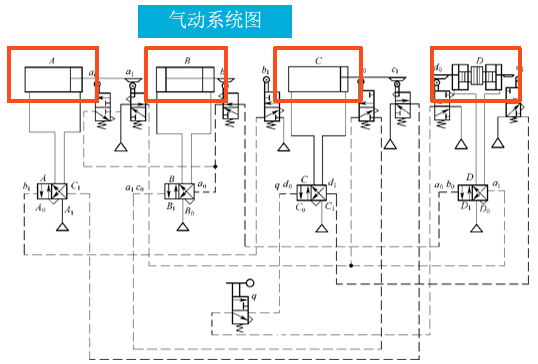 气动系统图
A B C D
a₁ b₁ c₁ d₀
A B C D
b₁ C₁ a₁ c₀ a₀ q d₀ d₁ a₀ b₀ a₁
A₀ A₁ B₁ B₀ C₀ C₁ D₁ D₀
q